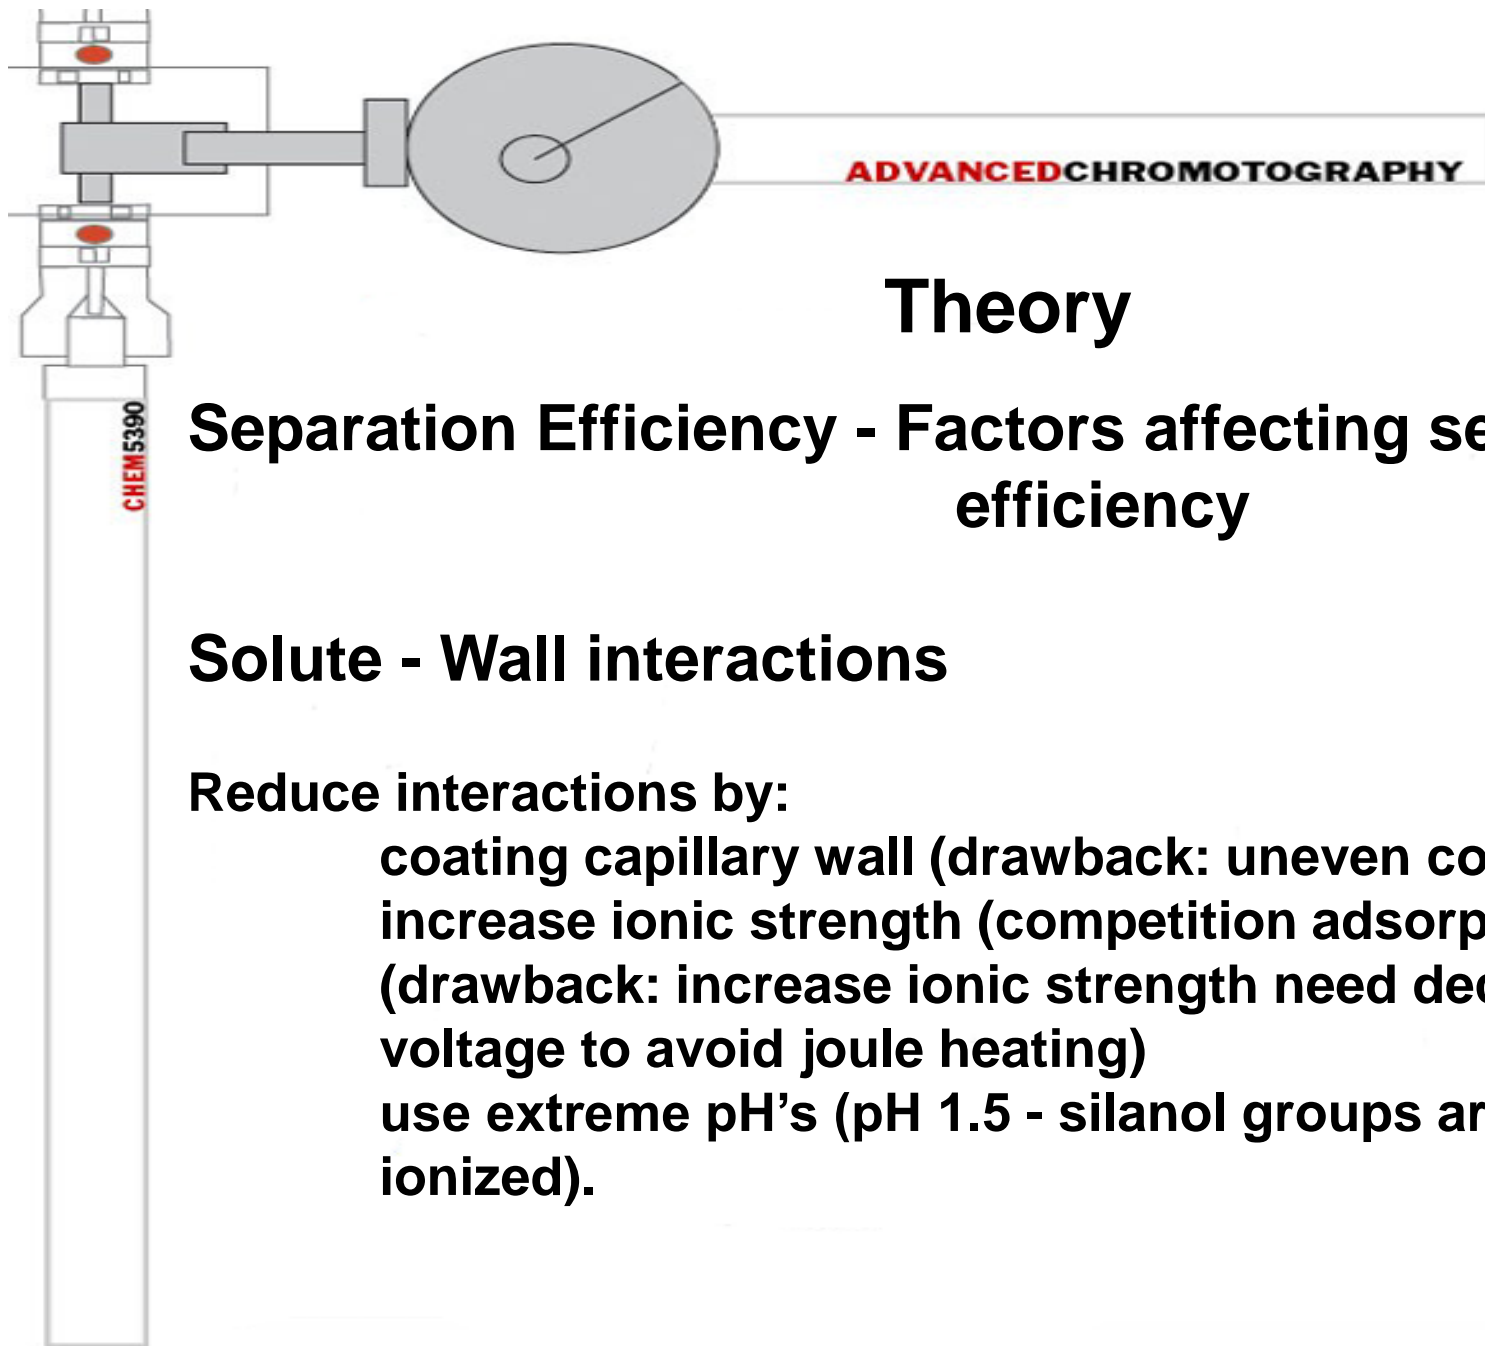 ADVANCEDCHROMOTOGRAPHY
Theory
CHEM5390
Separation Efficiency - Factors affecting se
efficiency
Solute - Wall interactions
Reduce interactions by:
coating capillary wall (drawback: uneven co
increase ionic strength (competition adsorp
(drawback: increase ionic strength need dec
voltage to avoid joule heating)
use extreme pH’s (pH 1.5 - silanol groups ar
ionized).